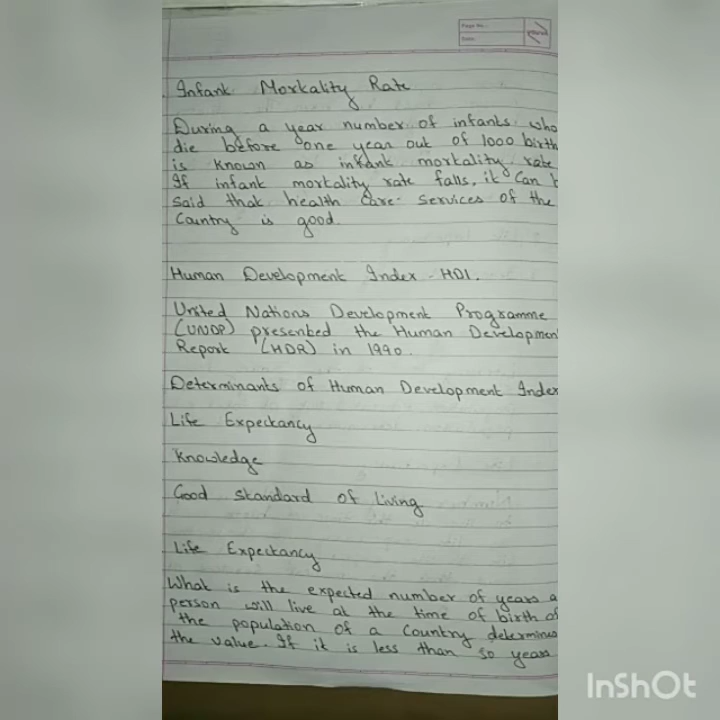 Page No.:
Date:
Infant Mortality Rate
During a year number of infants who
die before one year out of 1000 birth
is known as infant mortality rate
If infant mortality rate falls, it can b
said that health care services of the
Country is good.
Human Development Index - HDI.
United Nations Development Programme
(UNDP) presented the Human Developmen
Report (HDR) in 1990.
Determinants of Human Development Index
Life Expectancy
Knowledge
Good standard of living
Life Expectancy
What is the expected number of years a
person will live at the time of birth of
the population of a Country determines
the value. If it is less than 50 years
InShOt